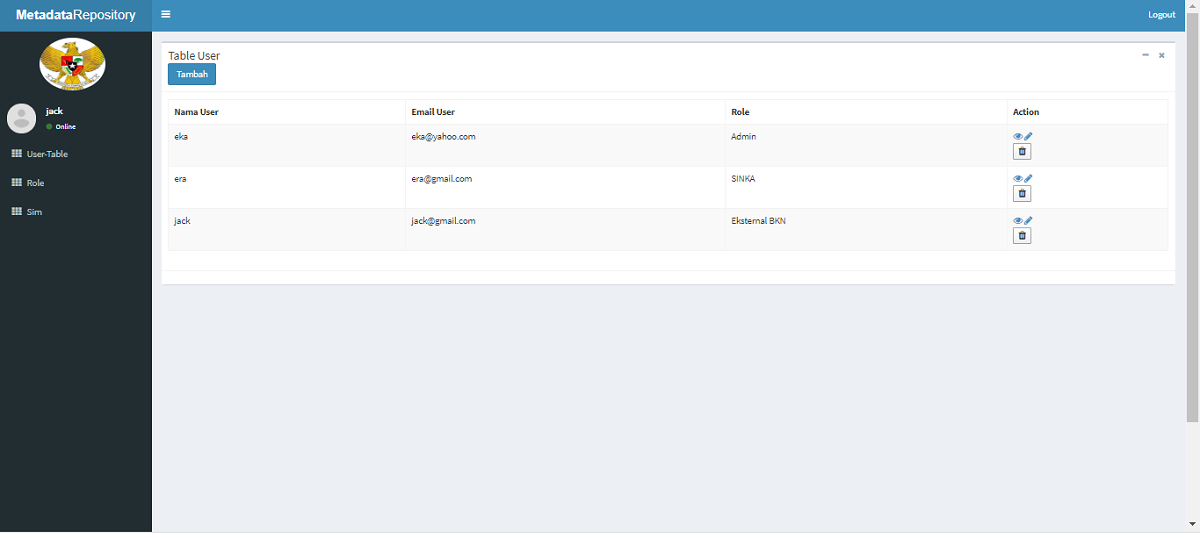 MetadataRepository
Logout
jack
Online
User-Table
Role
Sim
Table User
Tambah
Nama User Email User Role Action
eka eka@yahoo.com Admin
era era@gmail.com SINKA
jack jack@gmail.com Eksternal BKN